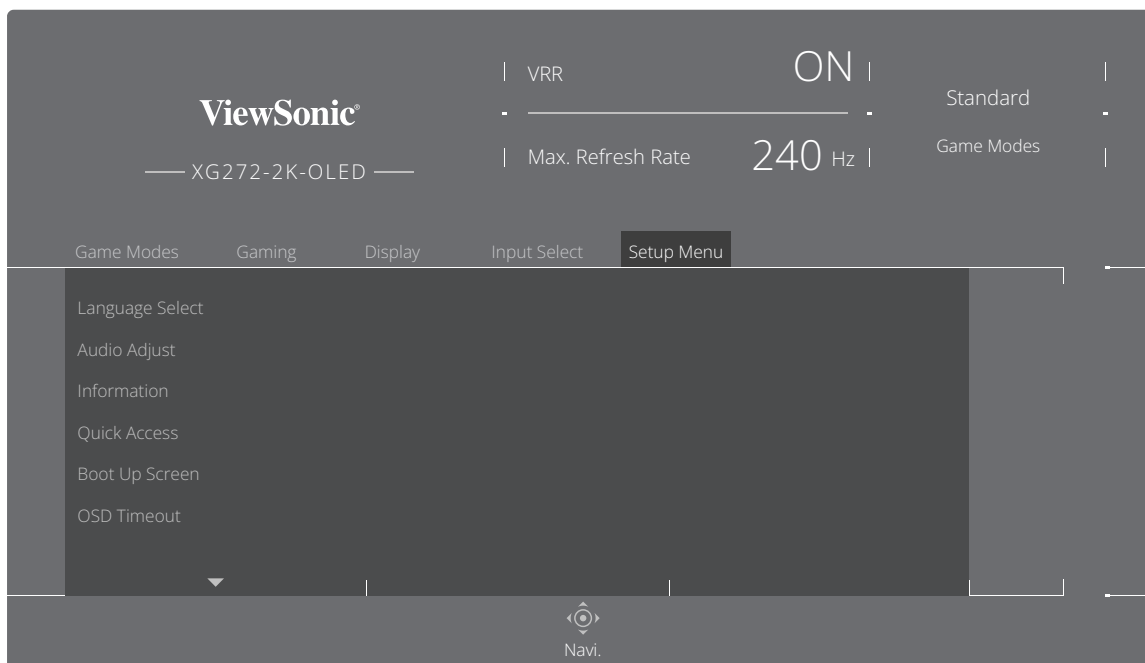 ViewSonic®
XG272-2K-OLED
VRR ON
Max. Refresh Rate 240 Hz
Standard
Game Modes
Game Modes Gaming Display Input Select Setup Menu
Language Select
Audio Adjust
Information
Quick Access
Boot Up Screen
OSD Timeout
Navi.